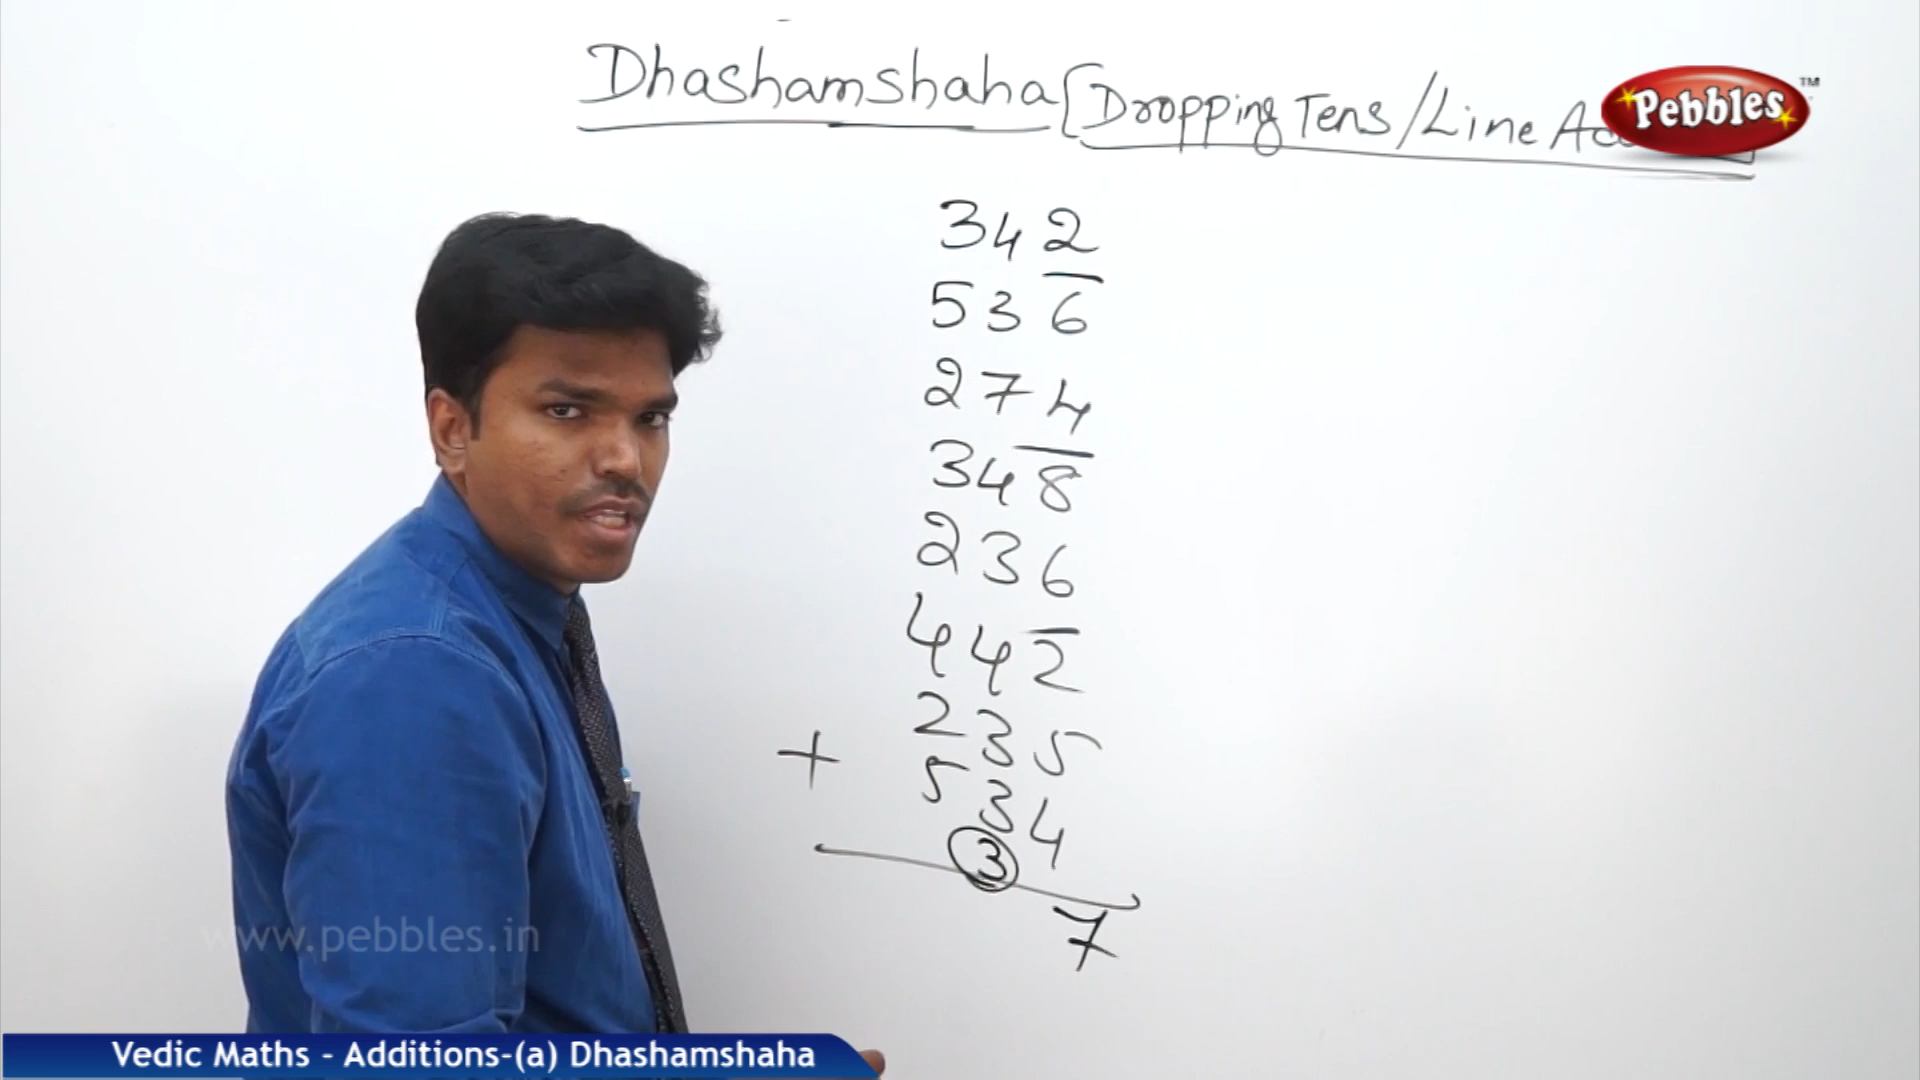 Dhashamshaha [Dropping Tens/Line
Pebbles™
342
536
274
348
236
442
235
+ 534
3
7
www.pebbles.in
Vedic Maths - Additions-(a) Dhashamshaha